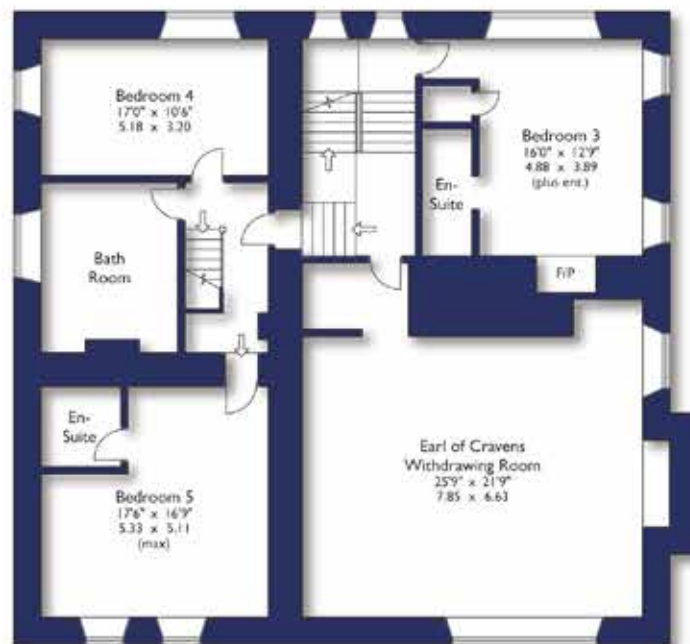 Bedroom 4
17'0" x 10'6"
5.18 x 3.20
Bedroom 3
16'0" x 12'9"
4.88 x 3.89
(plus ent.)
En-
Suite
Bath
Room
F/P
En-
Suite
Earl of Cravens
Withdrawing Room
25'9" x 21'9"
7.85 x 6.63
Bedroom 5
17'6" x 16'9"
5.33 x 5.11
(max)